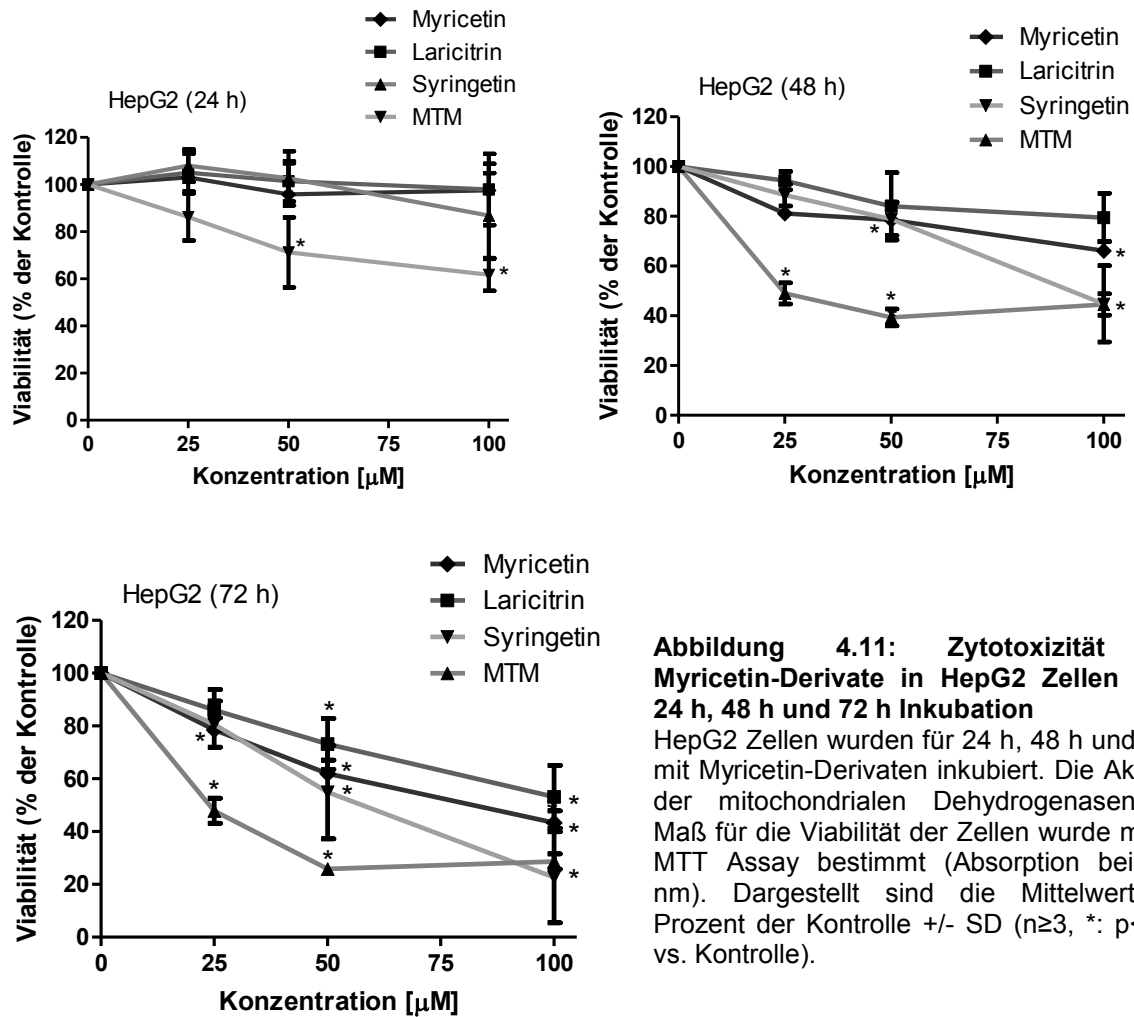 Myricetin
Laricitrin
Syringetin
MTM
HepG2 (24 h)
Viabilität (% der Kontrolle)
120
100
80
60
40
20
0
*
*
0
25
50
75
100
Konzentration [µM]
Myricetin
Laricitrin
Syringetin
MTM
HepG2 (48 h)
Viabilität (% der Kontrolle)
120
100
80
60
40
20
0
*
*
*
*
*
0
25
50
75
100
Konzentration [µM]
Myricetin
Laricitrin
Syringetin
MTM
HepG2 (72 h)
Viabilität (% der Kontrolle)
120
100
80
60
40
20
0
*
*
*
*
*
*
*
*
*
0
25
50
75
100
Konzentration [µM]
Abbildung 4.11: Zytotoxizität
Myricetin-Derivate in HepG2 Zellen
24 h, 48 h und 72 h Inkubation
HepG2 Zellen wurden für 24 h, 48 h und
mit Myricetin-Derivaten inkubiert. Die Ak
der mitochondrialen Dehydrogenasen
Maß für die Viabilität der Zellen wurde m
MTT Assay bestimmt (Absorption bei
nm). Dargestellt sind die Mittelwert
Prozent der Kontrolle +/- SD (n≥3, *: p<
vs. Kontrolle).